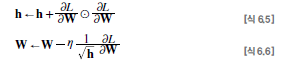 h ← h + ∂L/∂W ⊙ ∂L/∂W [식 6.5]
W ← W − η 1/√h ∂L/∂W [식 6.6]